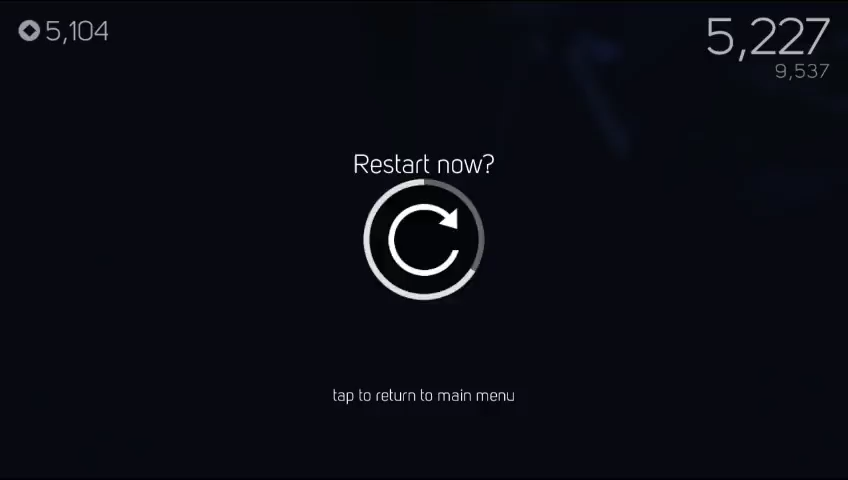 5,104
5,227
9,537
Restart now?
tap to return to main menu